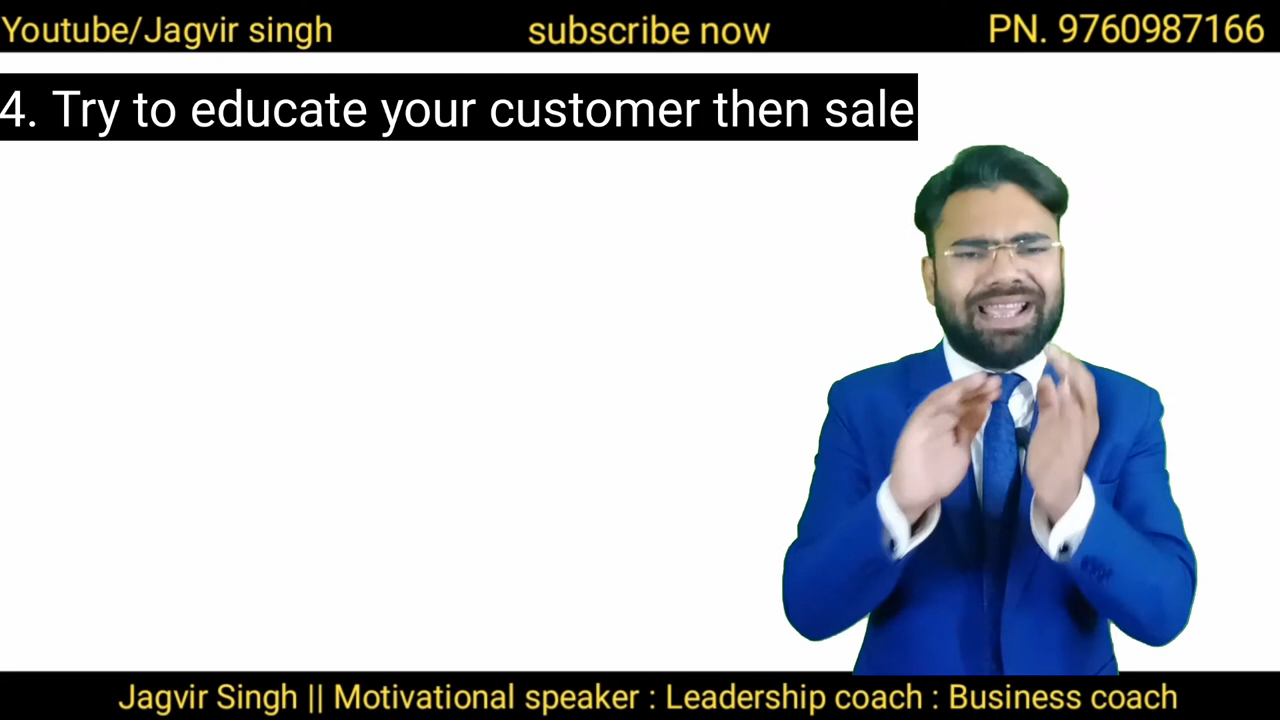 Youtube/Jagvir singh subscribe now PN. 9760987166
4. Try to educate your customer then sale
Jagvir Singh || Motivational speaker : Leadership coach : Business coach